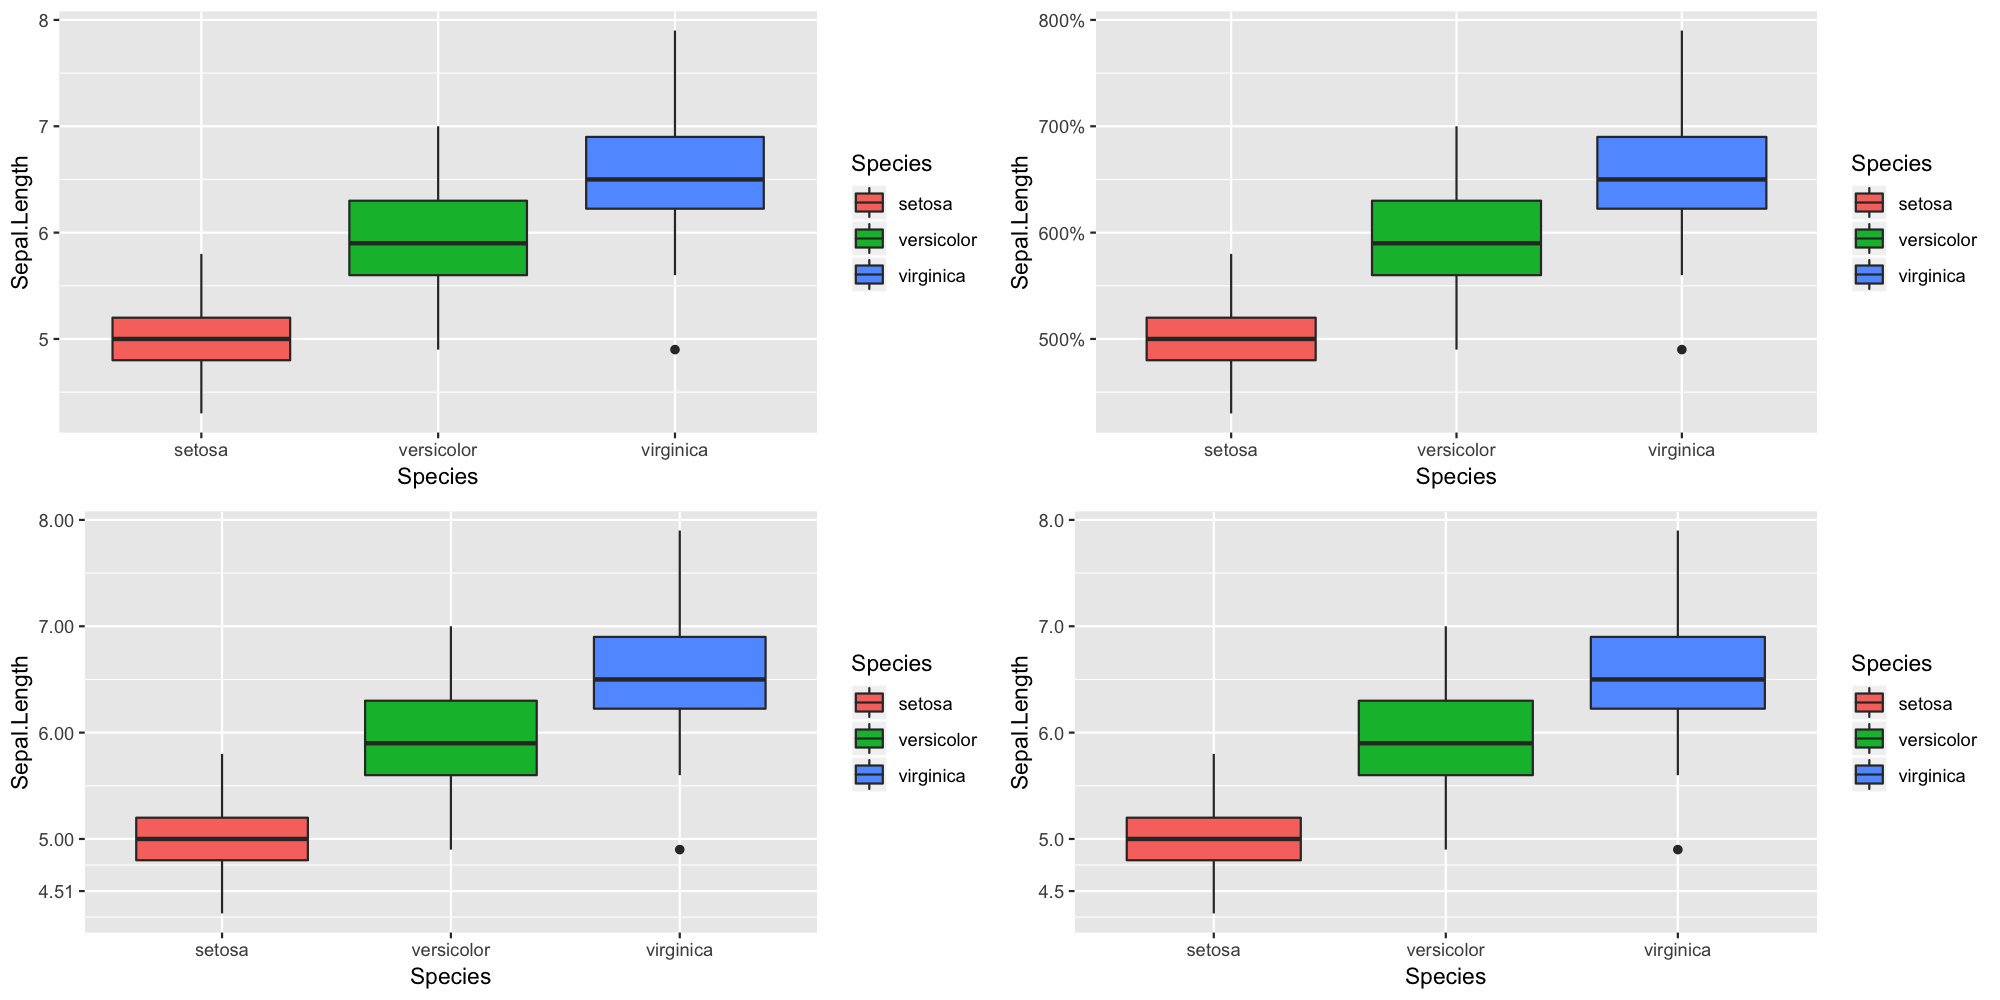 8
7
6
5
Sepal.Length
setosa
versicolor
virginica
Species
Species
setosa
versicolor
virginica
800%
700%
600%
500%
Sepal.Length
setosa
versicolor
virginica
Species
Species
setosa
versicolor
virginica
8.00
7.00
6.00
5.00
4.51
Sepal.Length
setosa
versicolor
virginica
Species
Species
setosa
versicolor
virginica
8.0
7.0
6.0
5.0
4.5
Sepal.Length
setosa
versicolor
virginica
Species
Species
setosa
versicolor
virginica